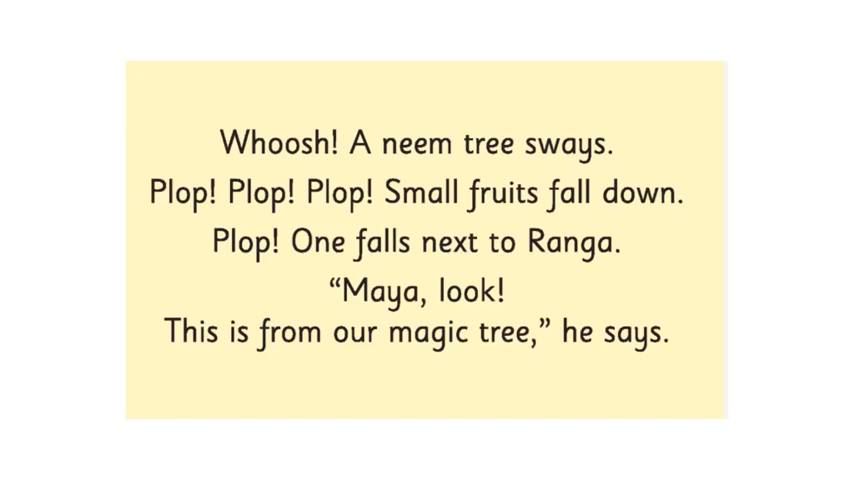 Whoosh! A neem tree sways.
Plop! Plop! Plop! Small fruits fall down.
Plop! One falls next to Ranga.
“Maya, look!
This is from our magic tree,” he says.